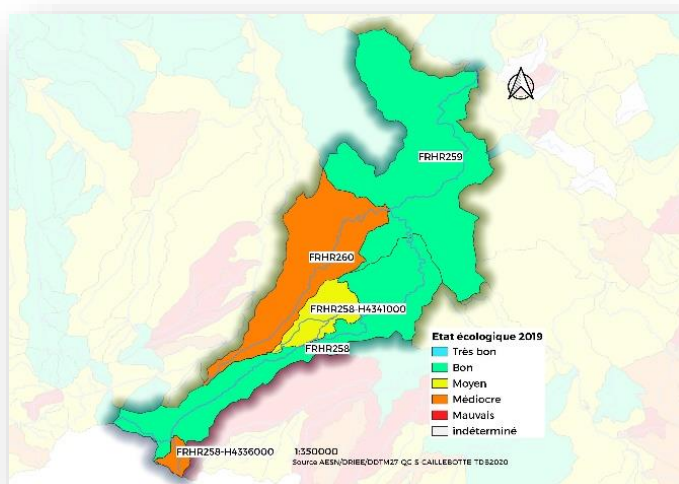 FRHR259
FRHR260
FRHR258-H4341000
FRHR258
Etat écologique 2019
Très bon
Bon
Moyen
Médiocre
Mauvais
indéterminé
FRHR258-H4336000
1:350000
Source AESN/DRIEE/DDTM27 QC S CAILLEBOTTE TDB2020